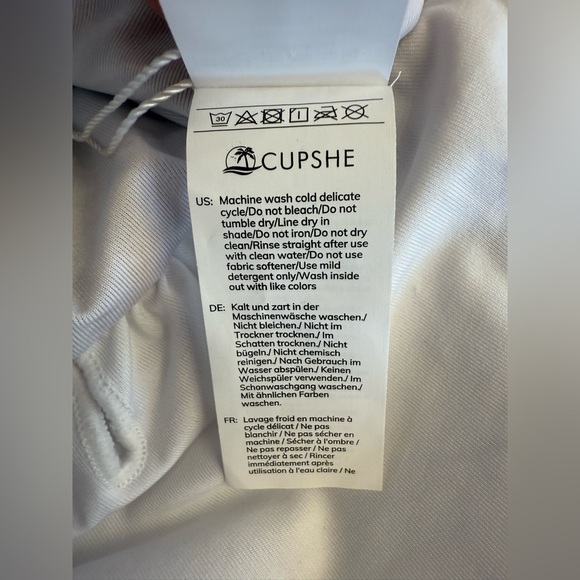 30
CUPSHE
US: Machine wash cold delicate
cycle/Do not bleach/Do not
tumble dry/Line dry in
shade/Do not iron/Do not dry
clean/Rinse straight after use
with clean water/Do not use
fabric softener/Use mild
detergent only/Wash inside
out with like colors
DE: Kalt und zart in der
Maschinenwäsche waschen./
Nicht bleichen./ Nicht im
Trockner trocknen./ Im
Schatten trocknen./ Nicht
bügeln./ Nicht chemisch
reinigen./ Nach Gebrauch im
Wasser abspülen./ Keinen
Weichspüler verwenden./ Im
Schonwaschgang waschen./
Mit ähnlichen Farben
waschen.
FR: Lavage froid en machine à
cycle délicat / Ne pas
blanchir / Ne pas sécher en
machine / Sécher à l'ombre /
Ne pas repasser / Ne pas
nettoyer à sec / Rincer
immédiatement après
utilisation à l'eau claire / Ne